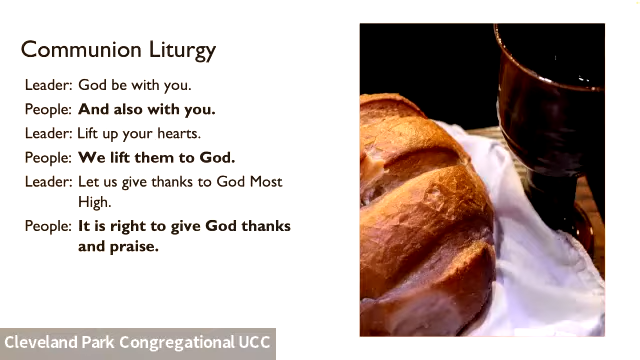 Communion Liturgy
Leader: God be with you.
People: And also with you.
Leader: Lift up your hearts.
People: We lift them to God.
Leader: Let us give thanks to God Most
High.
People: It is right to give God thanks
and praise.
Cleveland Park Congregational UCC